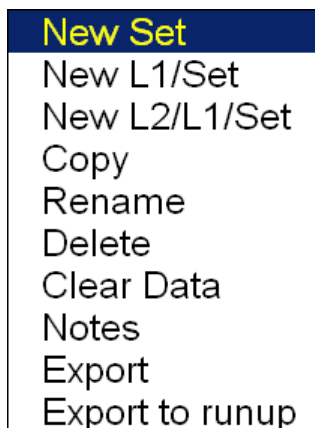 New Set
New L1/Set
New L2/L1/Set
Copy
Rename
Delete
Clear Data
Notes
Export
Export to runup